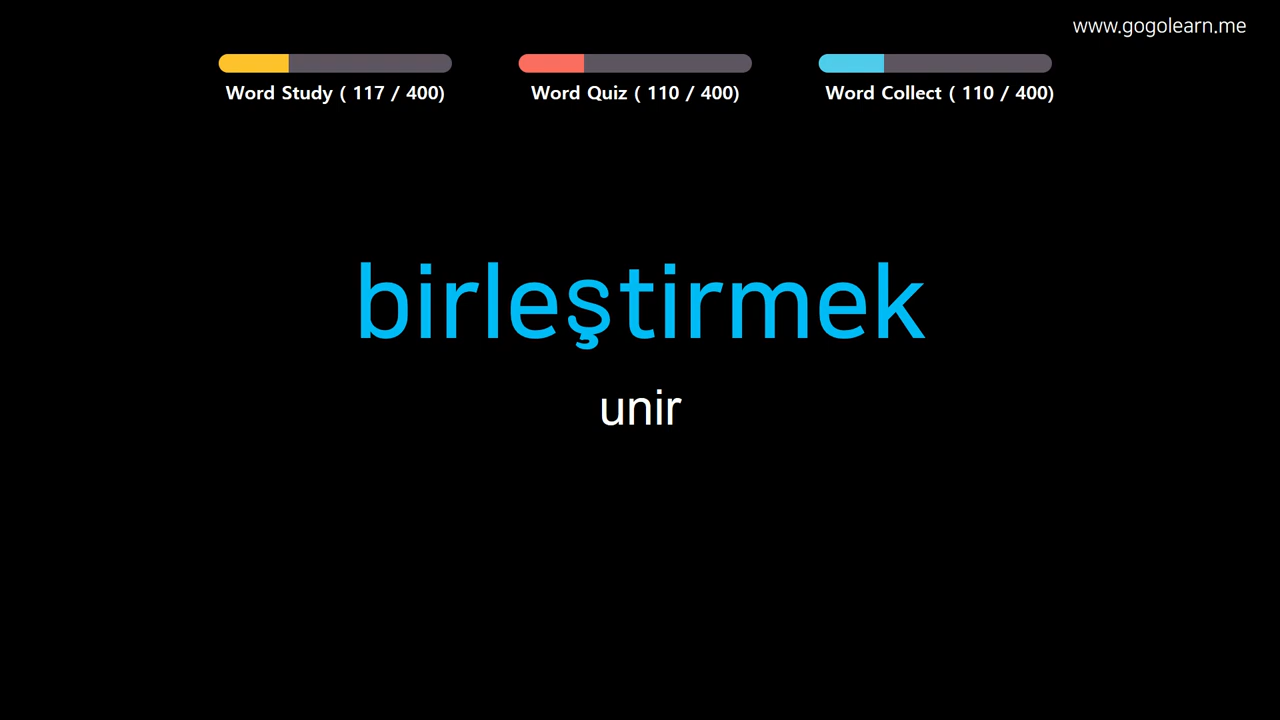 www.gogolearn.me
Word Study ( 117 / 400)
Word Quiz ( 110 / 400)
Word Collect ( 110 / 400)
birleştirmek
unir